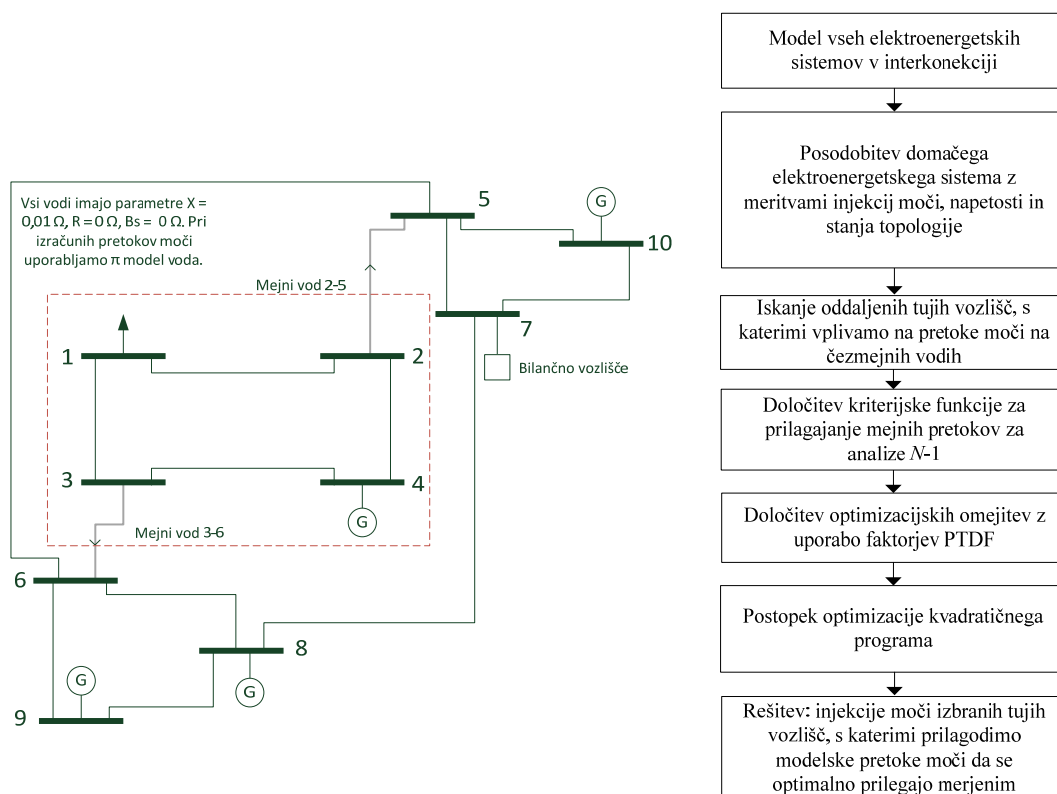 Vsi vodi imajo parametre X =
0,01 Ω, R = 0 Ω, Bs = 0 Ω. Pri
izračunih pretokov moči
uporabljamo π model voda.
5
G
10
Mejni vod 2-5
7
Bilančno vozlišče
1
2
3
4
G
Mejni vod 3-6
6
8
G
G
9
Model vseh elektroenergetskih
sistemov v interkonekciji
Posodobitev domačega
elektroenergetskega sistema z
meritvami injekcij moči, napetosti in
stanja topologije
Iskanje oddaljenih tujih vozlišč, s
katerimi vplivamo na pretoke moči na
čezmejnih vodih
Določitev kriterijske funkcije za
prilagajanje mejnih pretokov za
analize N-1
Določitev optimizacijskih omejitev z
uporabo faktorjev PTDF
Postopek optimizacije kvadratičnega
programa
Rešitev: injekcije moči izbranih tujih
vozlišč, s katerimi prilagodimo
modelske pretoke moči da se
optimalno prilegajo merjenim